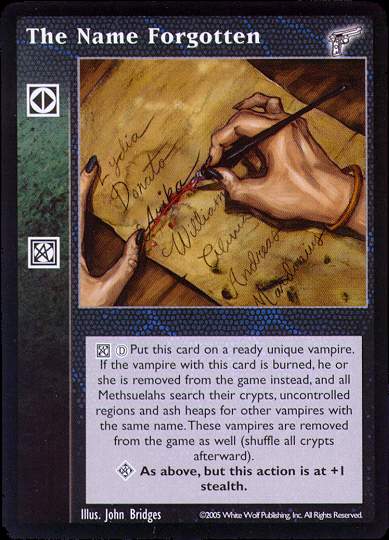 The Name Forgotten
Lydia
Donato
William
Andreas
D Put this card on a ready unique vampire.
If the vampire with this card is burned, he or
she is removed from the game instead, and all
Methsuelahs search their crypts, uncontrolled
regions and ash heaps for other vampires with
the same name. These vampires are removed
from the game as well (shuffle all crypts
afterward).
As above, but this action is at +1
stealth.
Illus. John Bridges
©2005 White Wolf Publishing, Inc. All Rights Reserved.